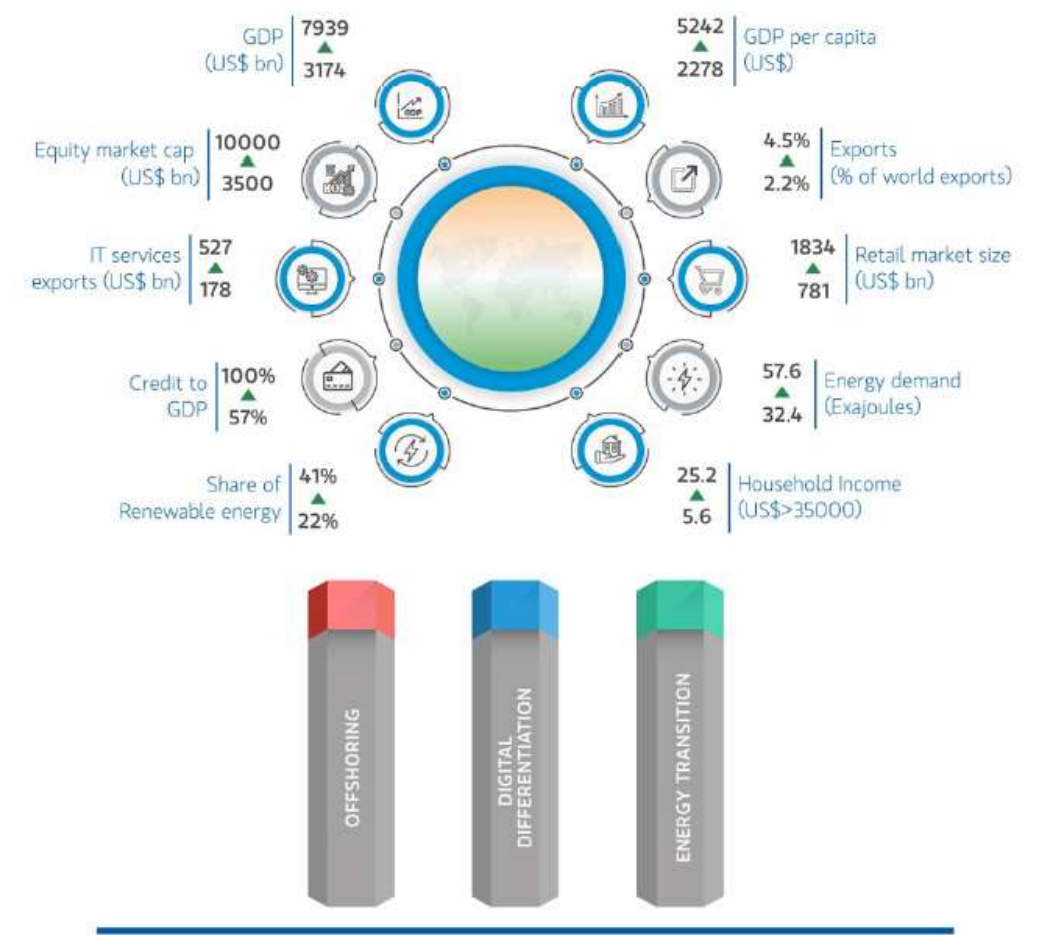 GDP
(US$ bn)
7939
3174
5242
2278
GDP per capita
(US$)
GDP
Equity market cap
(US$ bn)
10000
3500
4.5%
2.2%
Exports
(% of world exports)
IT services
exports (US$ bn)
527
178
1834
781
Retail market size
(US$ bn)
Credit to
GDP
100%
57%
57.6
32.4
Energy demand
(Exajoules)
Share of
Renewable energy
41%
22%
25.2
5.6
Household Income
(US$>35000)
OFFSHORING
DIGITAL
DIFFERENTIATION
ENERGY TRANSITION